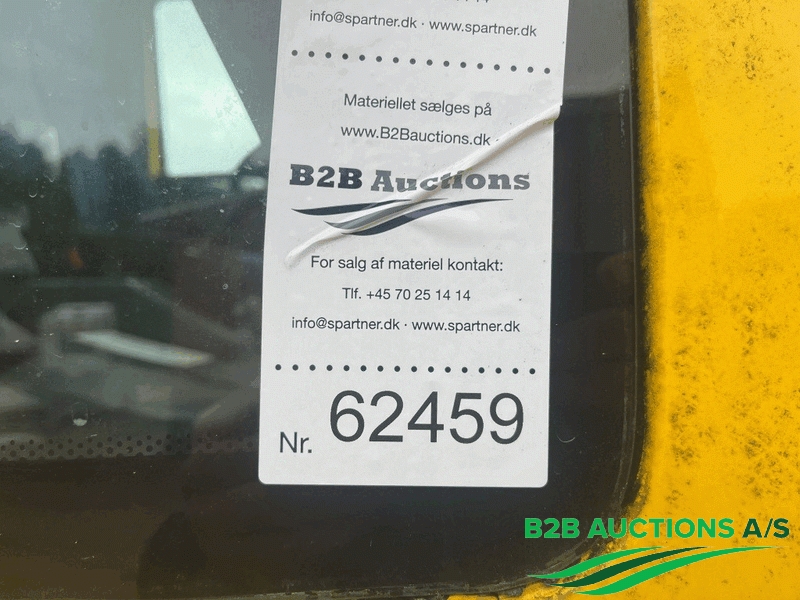 info@spartner.dk · www.spartner.dk
Materiellet sælges på
www.B2Bauctions.dk
B2B Auctions
For salg af materiel kontakt:
Tlf. +45 70 25 14 14
info@spartner.dk · www.spartner.dk
Nr. 62459
B2B AUCTIONS A/S